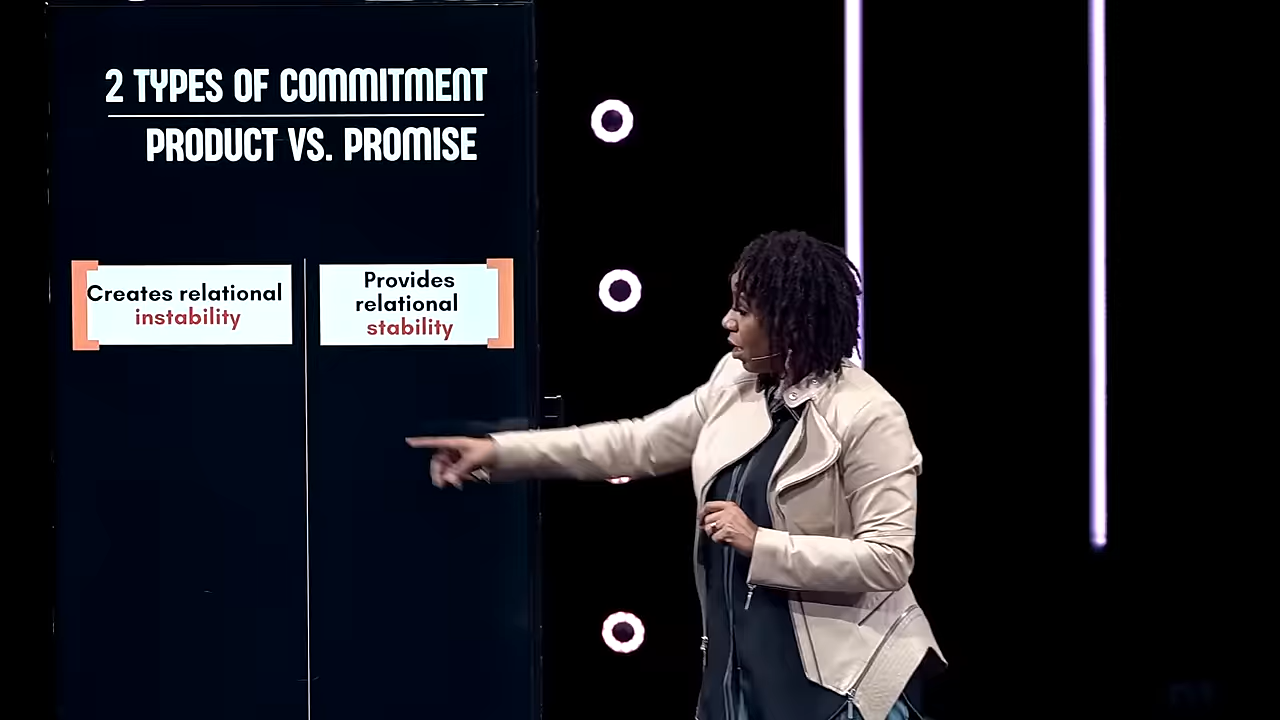 2 TYPES OF COMMITMENT
PRODUCT VS. PROMISE
Creates relational
instability
Provides
relational
stability